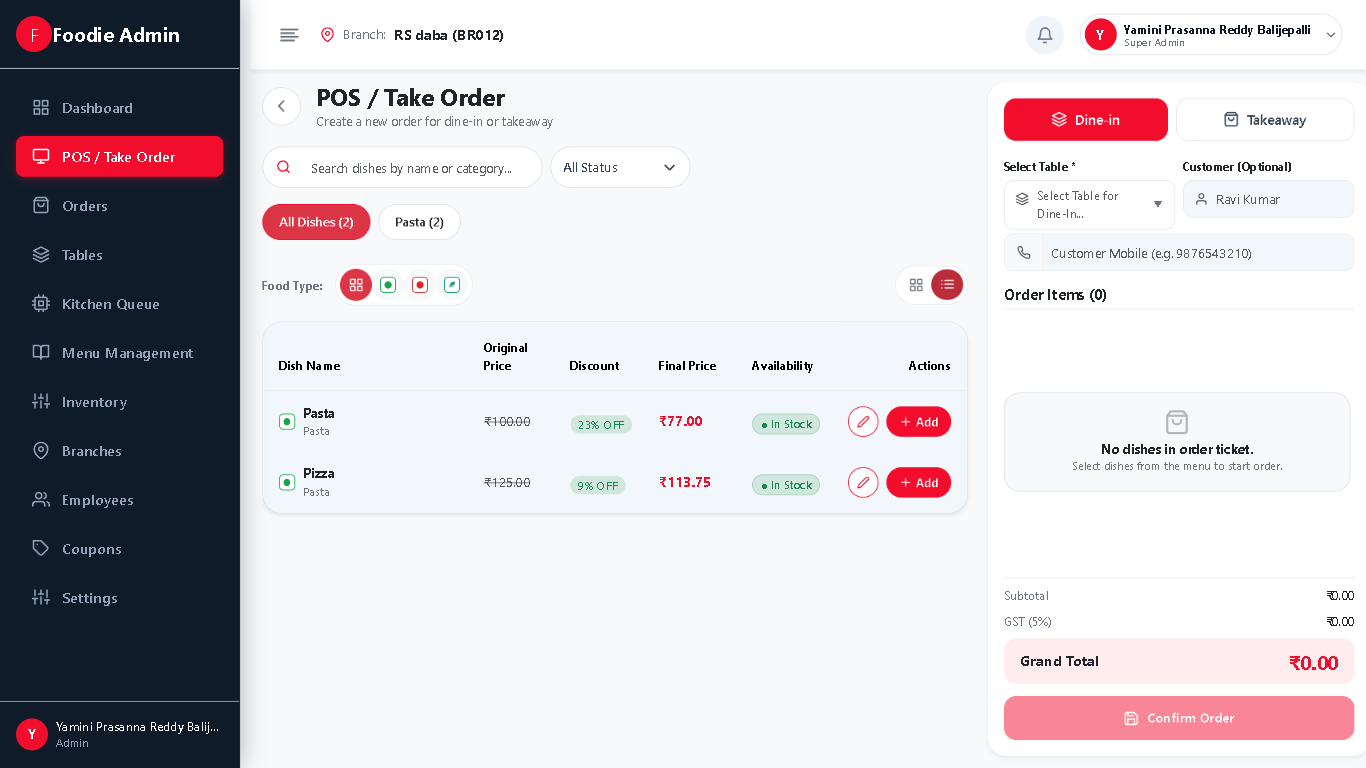 F Foodie Admin
Dashboard
POS / Take Order
Orders
Tables
Kitchen Queue
Menu Management
Inventory
Branches
Employees
Coupons
Settings
Y Yamini Prasanna Reddy Balij...
Admin
Branch: RS daba (BR012)
Y Yamini Prasanna Reddy Balijepalli
Super Admin
POS / Take Order
Create a new order for dine-in or takeaway
Search dishes by name or category...
All Status
All Dishes (2)
Pasta (2)
Food Type:
Dish Name
Original
Price
Discount
Final Price
Availability
Actions
Pasta
Pasta
₹100.00
23% OFF
₹77.00
In Stock
Add
Pizza
Pasta
₹125.00
9% OFF
₹113.75
In Stock
Add
Dine-in
Takeaway
Select Table *
Customer (Optional)
Select Table for
Dine-In...
Ravi Kumar
Customer Mobile (e.g. 9876543210)
Order Items (0)
No dishes in order ticket.
Select dishes from the menu to start order.
Subtotal ₹0.00
GST (5%) ₹0.00
Grand Total ₹0.00
Confirm Order